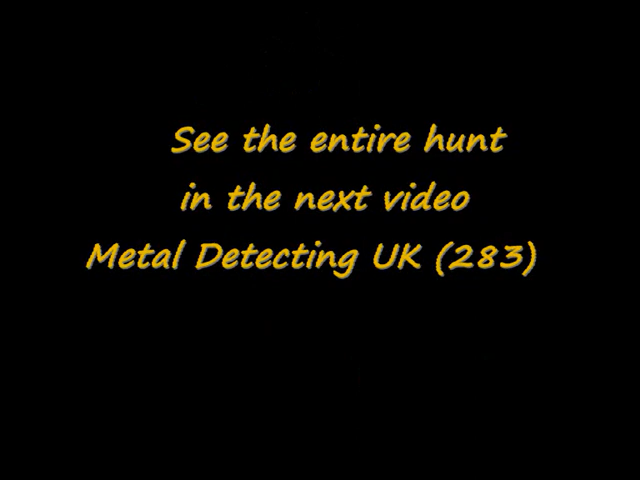 See the entire hunt
in the next video
Metal Detecting UK (283)